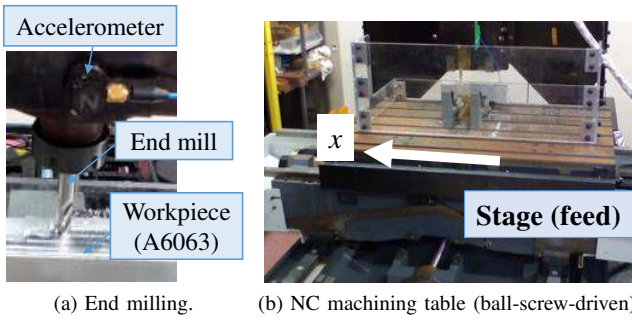 Accelerometer
End mill
Workpiece
(A6063)
x
Stage (feed)
(a) End milling.
(b) NC machining table (ball-screw-driven)